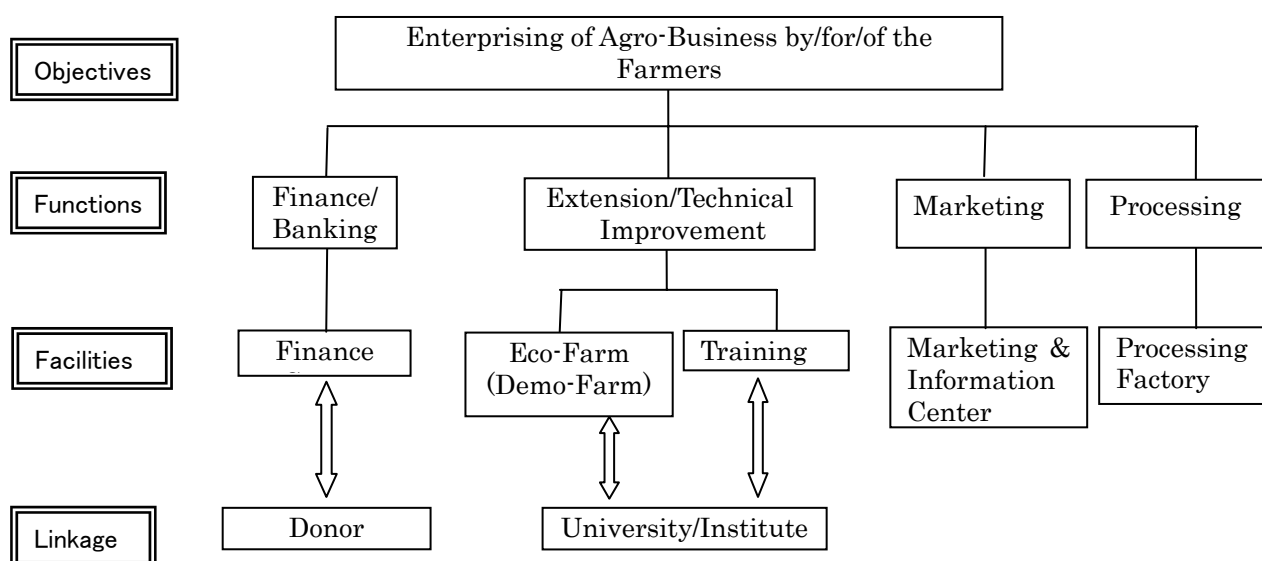 Enterprising of Agro-Business by/for/of the
Farmers
Objectives
Functions
Finance/
Banking
Extension/Technical
Improvement
Marketing
Processing
Facilities
Finance
Eco-Farm
(Demo-Farm)
Training
Marketing &
Information
Center
Processing
Factory
Linkage
Donor
University/Institute